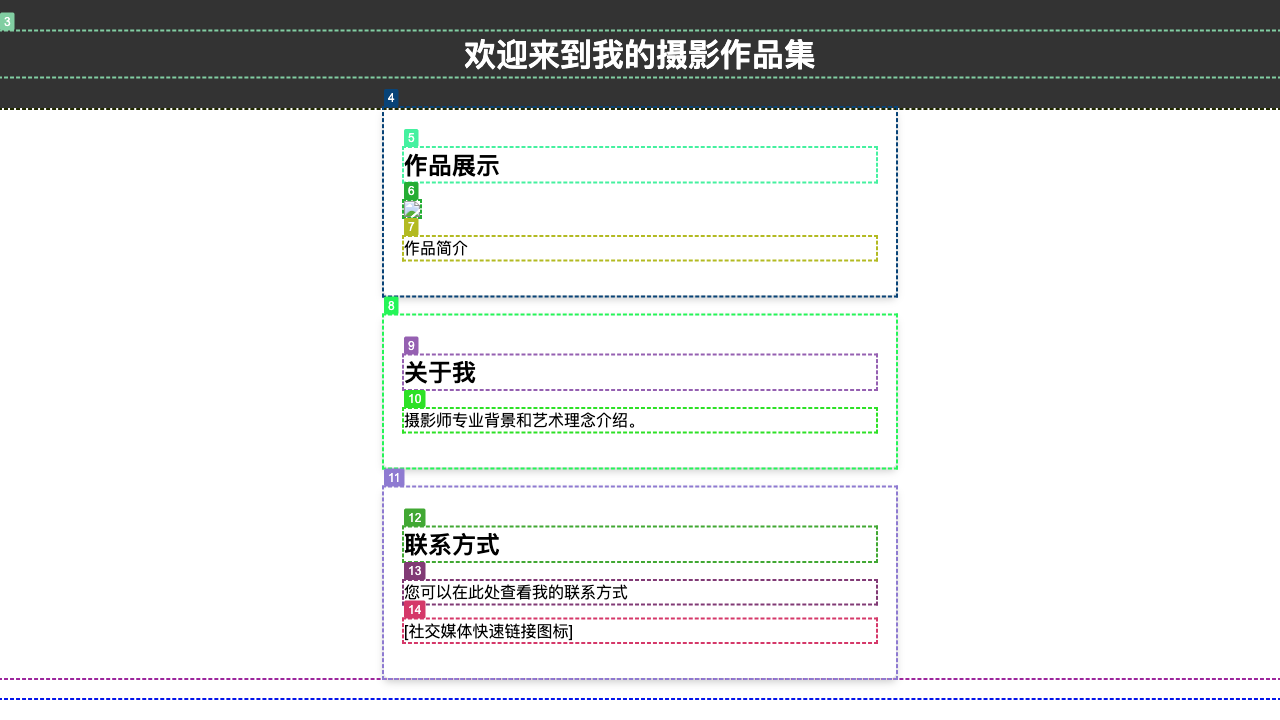 3
欢迎来到我的摄影作品集
4
5
作品展示
6
7
作品简介
8
9
关于我
10
摄影师专业背景和艺术理念介绍。
11
12
联系方式
13
您可以在此处查看我的联系方式
14
[社交媒体快速链接图标]